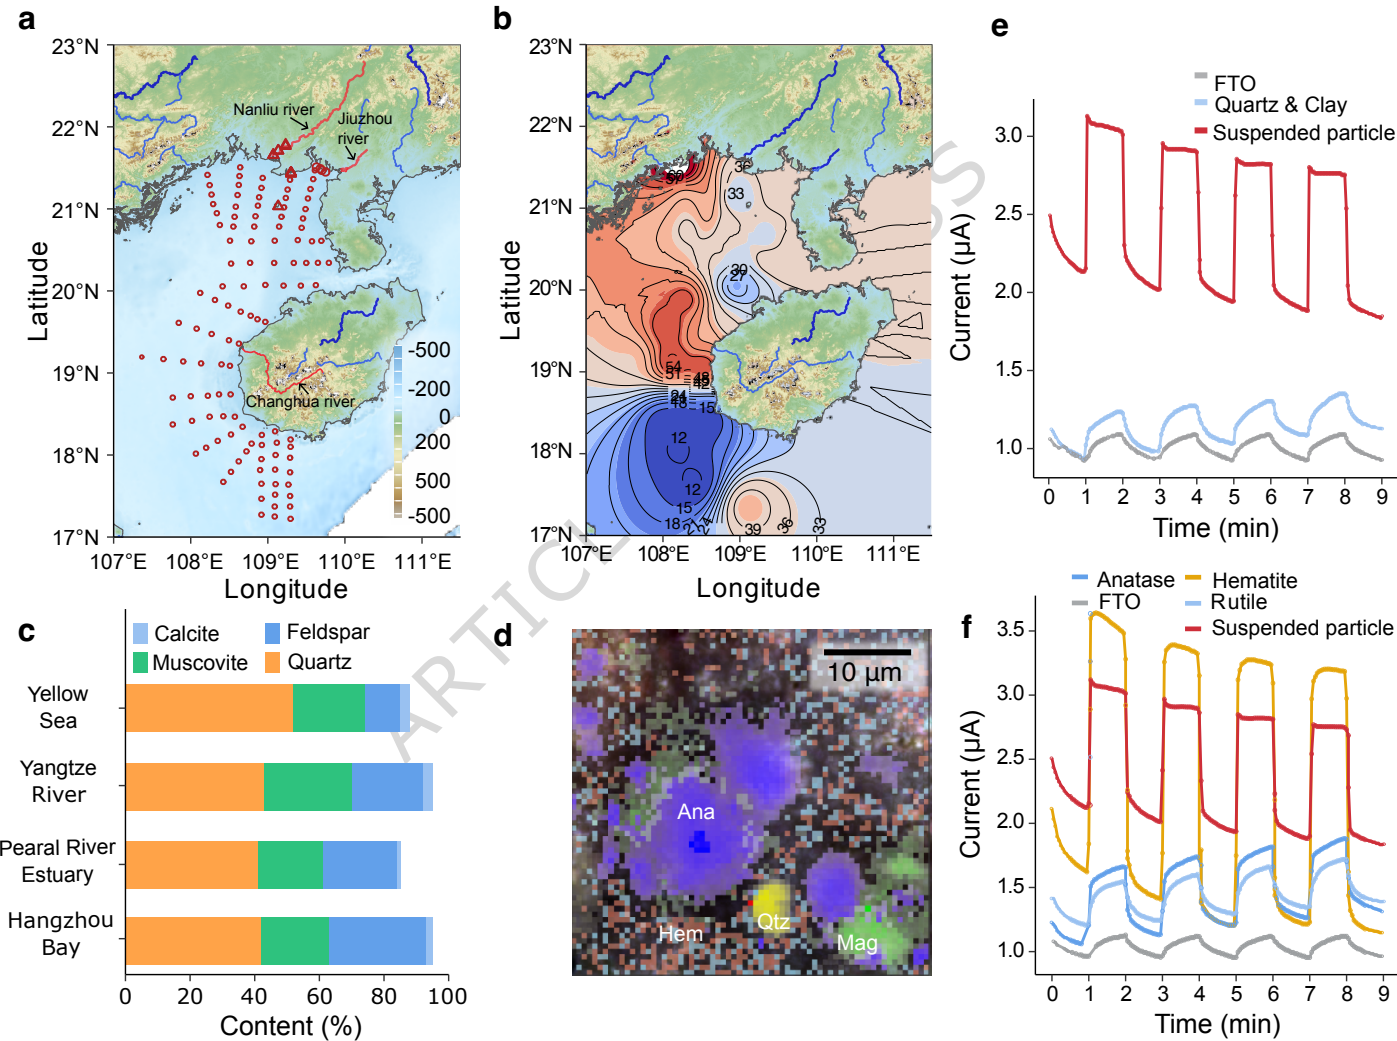 a
23°N
22°N
21°N
20°N
19°N
18°N
17°N
Latitude
107°E
108°E
109°E
110°E
111°E
Longitude
Nanliu river
Jiuzhou
river
Changhua river
-500
-200
0
200
500
-500
b
23°N
22°N
21°N
20°N
19°N
18°N
17°N
Latitude
107°E
108°E
109°E
110°E
111°E
Longitude
36
33
30
27
54
51
48
42
24
15
12
12
15
18
21
24
39
36
33
c
Calcite
Feldspar
Muscovite
Quartz
Yellow
Sea
Yangtze
River
Pearal River
Estuary
Hangzhou
Bay
0
20
40
60
80
100
Content (%)
d
10 µm
Ana
Qtz
Hem
Mag
e
FTO
Quartz & Clay
Suspended particle
3.0
2.5
2.0
1.5
1.0
Current (µA)
0
1
2
3
4
5
6
7
8
9
Time (min)
f
Anatase
Hematite
FTO
Rutile
Suspended particle
3.5
3.0
2.5
2.0
1.5
1.0
Current (µA)
0
1
2
3
4
5
6
7
8
9
Time (min)